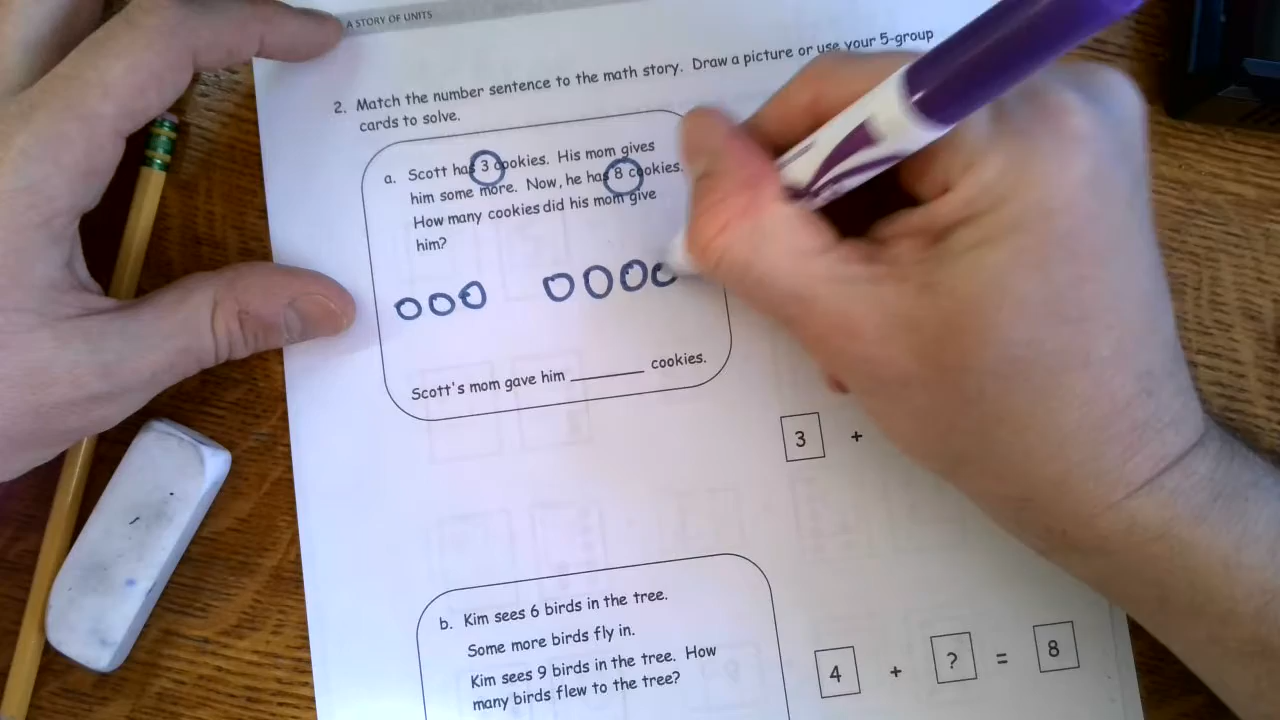 A STORY OF UNITS
2. Match the number sentence to the math story. Draw a picture or use your 5-group
cards to solve.
a. Scott has 3 cookies. His mom gives
him some more. Now, he has 8 cookies.
How many cookies did his mom give
him?
Scott's mom gave him ________ cookies.
3 +
b. Kim sees 6 birds in the tree.
Some more birds fly in.
Kim sees 9 birds in the tree. How
many birds flew to the tree?
4 + ? = 8